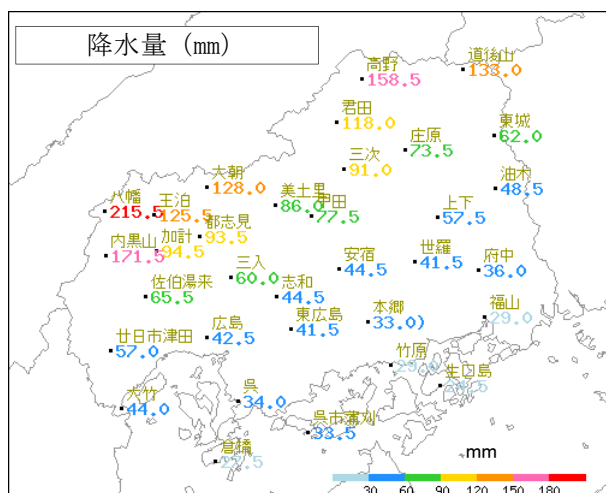 降水量 (mm)
道後山
133.0
高野
158.5
君田
118.0
東城
62.0
庄原
73.5
三次
91.0
油木
48.5
大朝
128.0
美土里
86.0
甲田
77.5
八幡
215.5
王泊
125.5
上下
57.5
都志見
93.5
加計
94.5
内黒山
171.5
安宿
44.5
世羅
41.5
府中
36.0
三入
60.0
佐伯湯来
65.5
志和
44.5
福山
29.0
本郷
33.0)
東広島
41.5
広島
42.5
廿日市津田
57.0
竹原
生口島
24.5
大竹
44.0
呉
34.0
呉市蒲刈
33.5
倉橋
mm
30 60 90 120 150 180